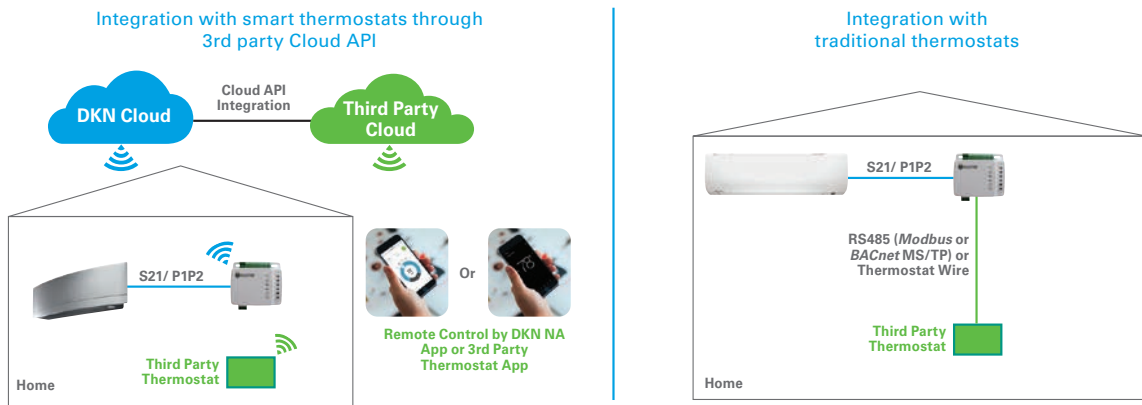 Integration with smart thermostats through
3rd party Cloud API
DKN Cloud
Cloud API
Integration
Third Party
Cloud
S21/ P1P2
Third Party
Thermostat
Home
Or
Remote Control by DKN NA
App or 3rd Party
Thermostat App
Integration with
traditional thermostats
S21/ P1P2
RS485 (Modbus or
BACnet MS/TP) or
Thermostat Wire
Third Party
Thermostat
Home